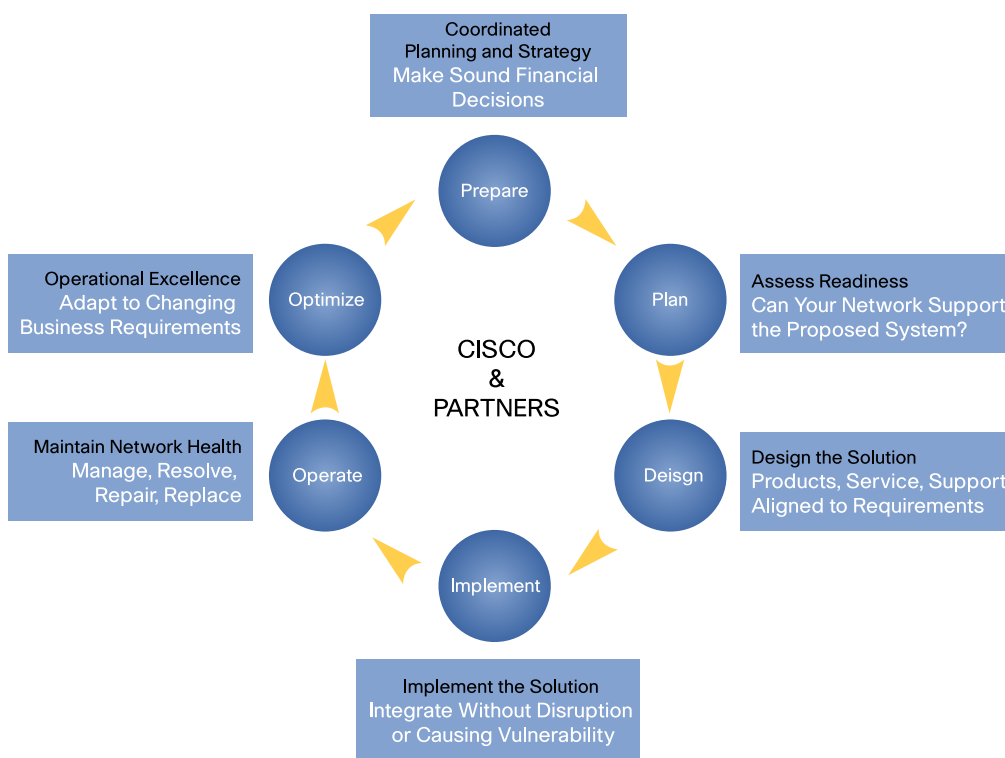 Coordinated
Planning and Strategy
Make Sound Financial
Decisions
Prepare
Operational Excellence
Adapt to Changing
Business Requirements
Optimize
Plan
Assess Readiness
Can Your Network Support
the Proposed System?
CISCO
&
PARTNERS
Maintain Network Health
Manage, Resolve,
Repair, Replace
Operate
Deisgn
Design the Solution
Products, Service, Support
Aligned to Requirements
Implement
Implement the Solution
Integrate Without Disruption
or Causing Vulnerability